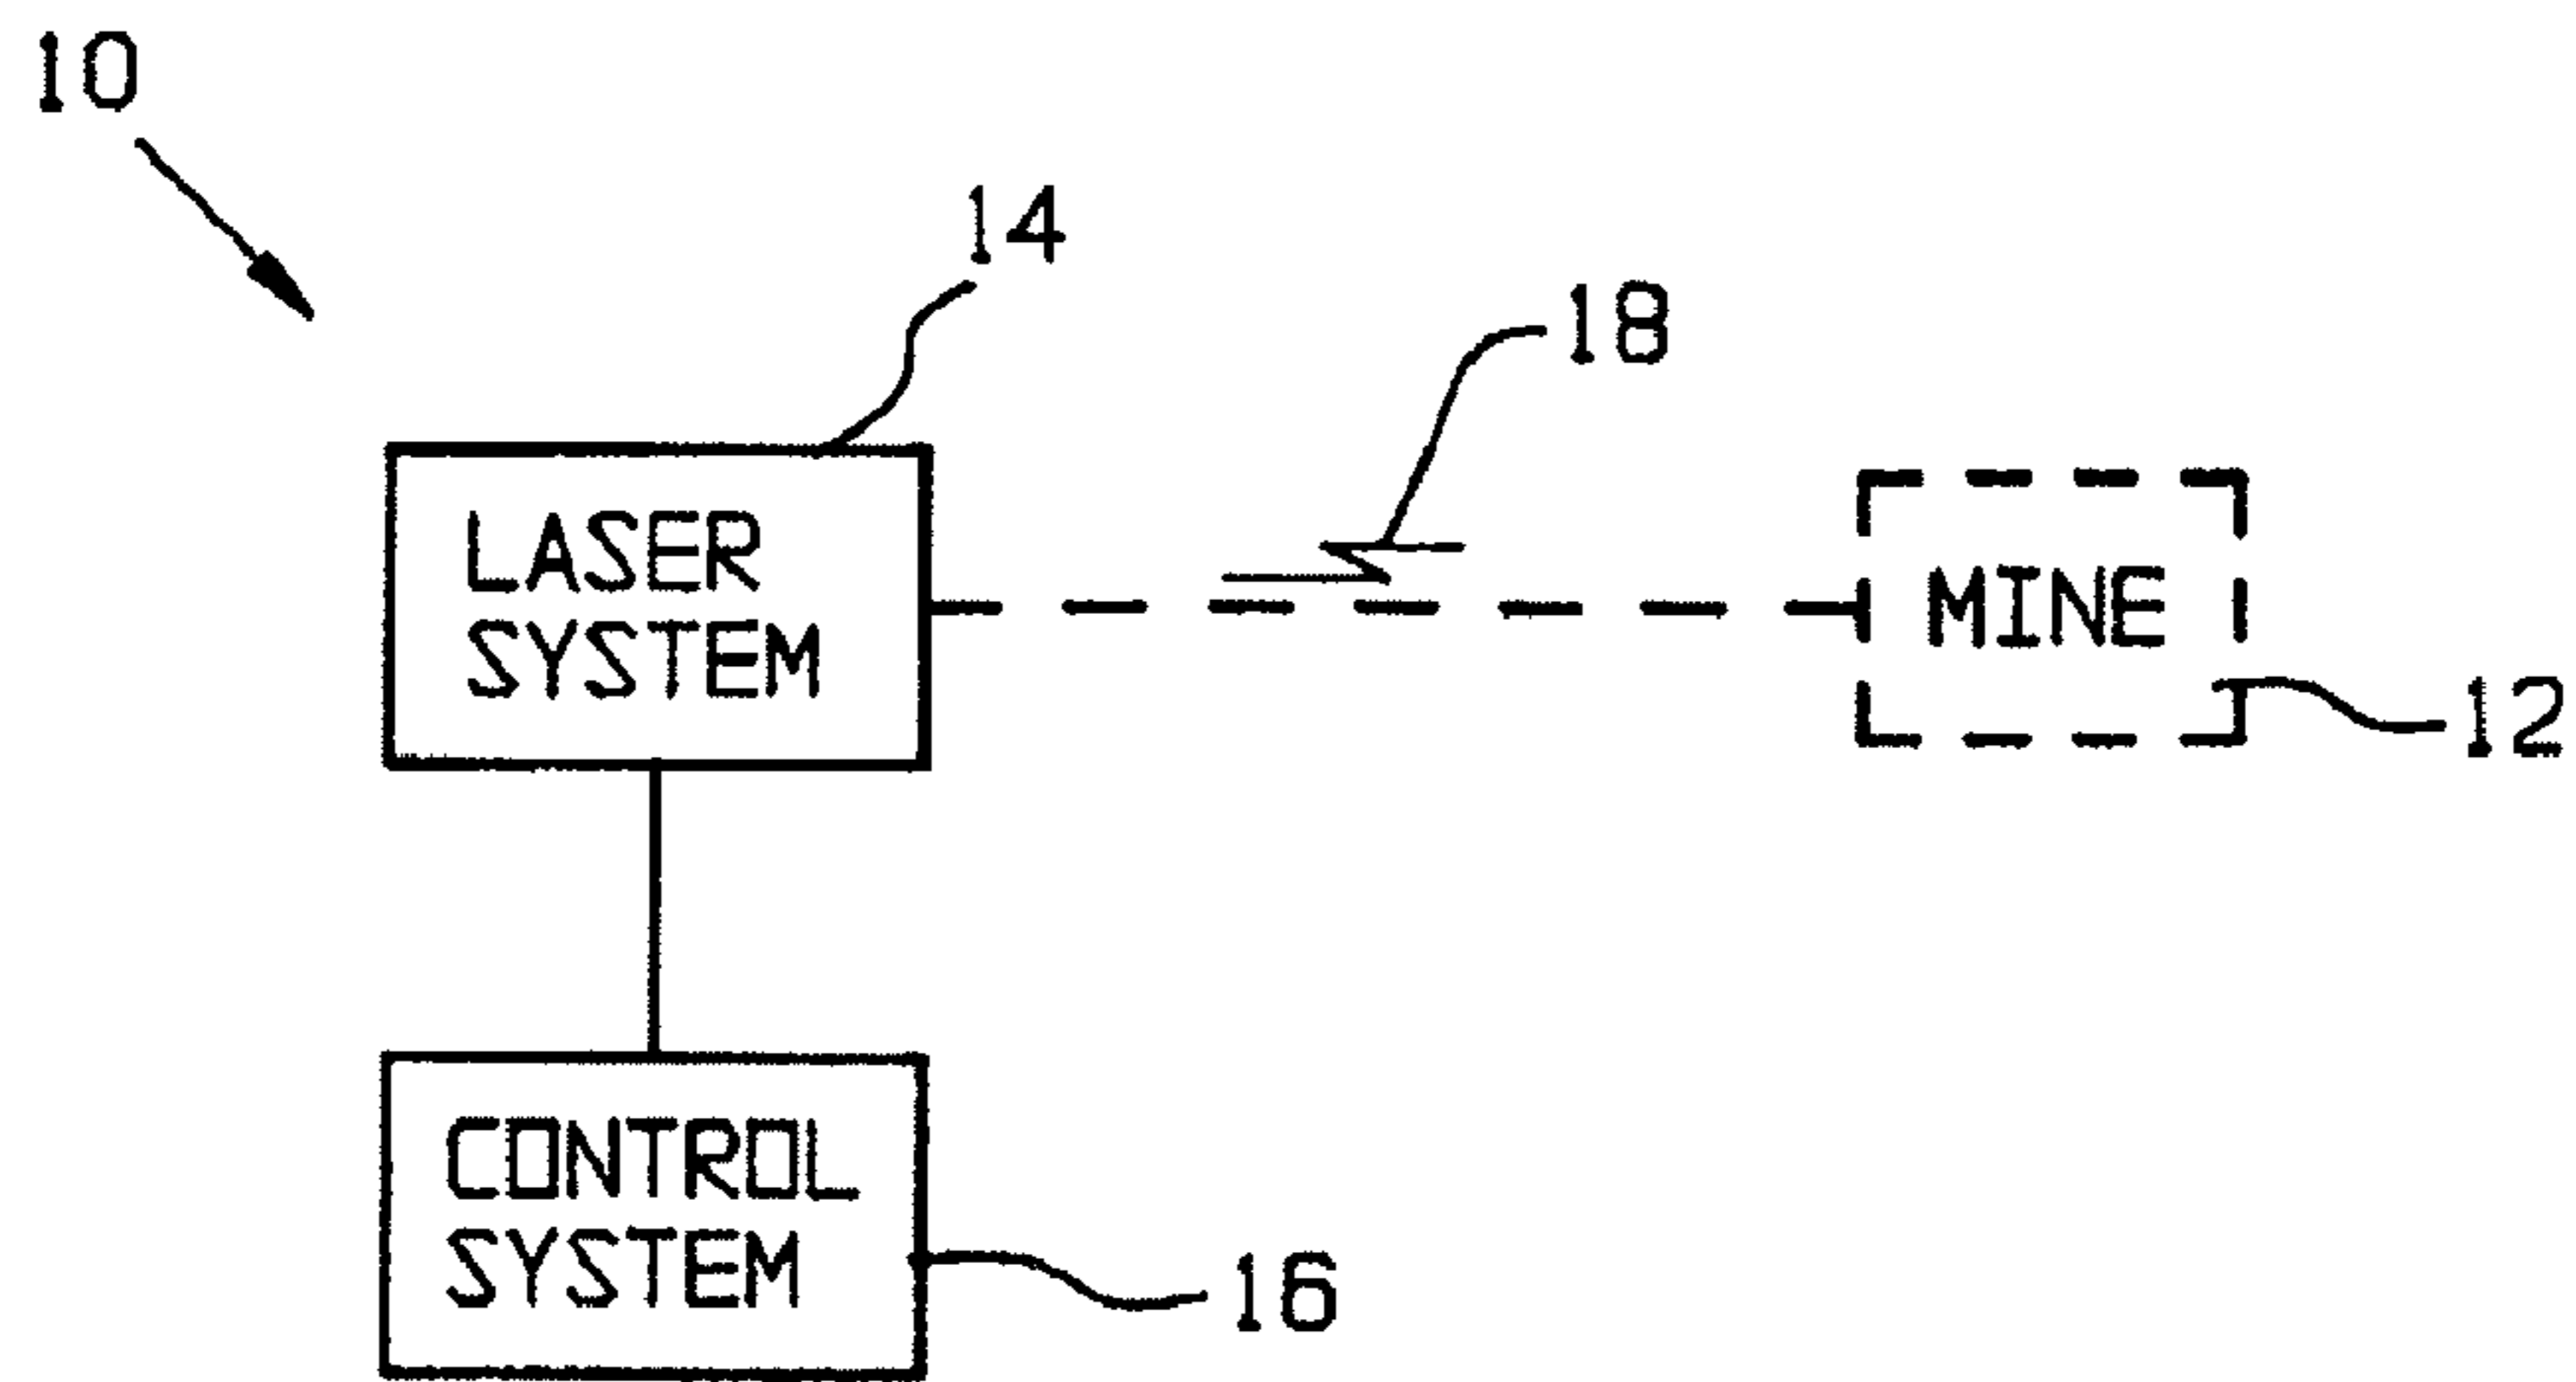 10
14
18
LASER
SYSTEM
MINE
12
CONTROL
SYSTEM
16